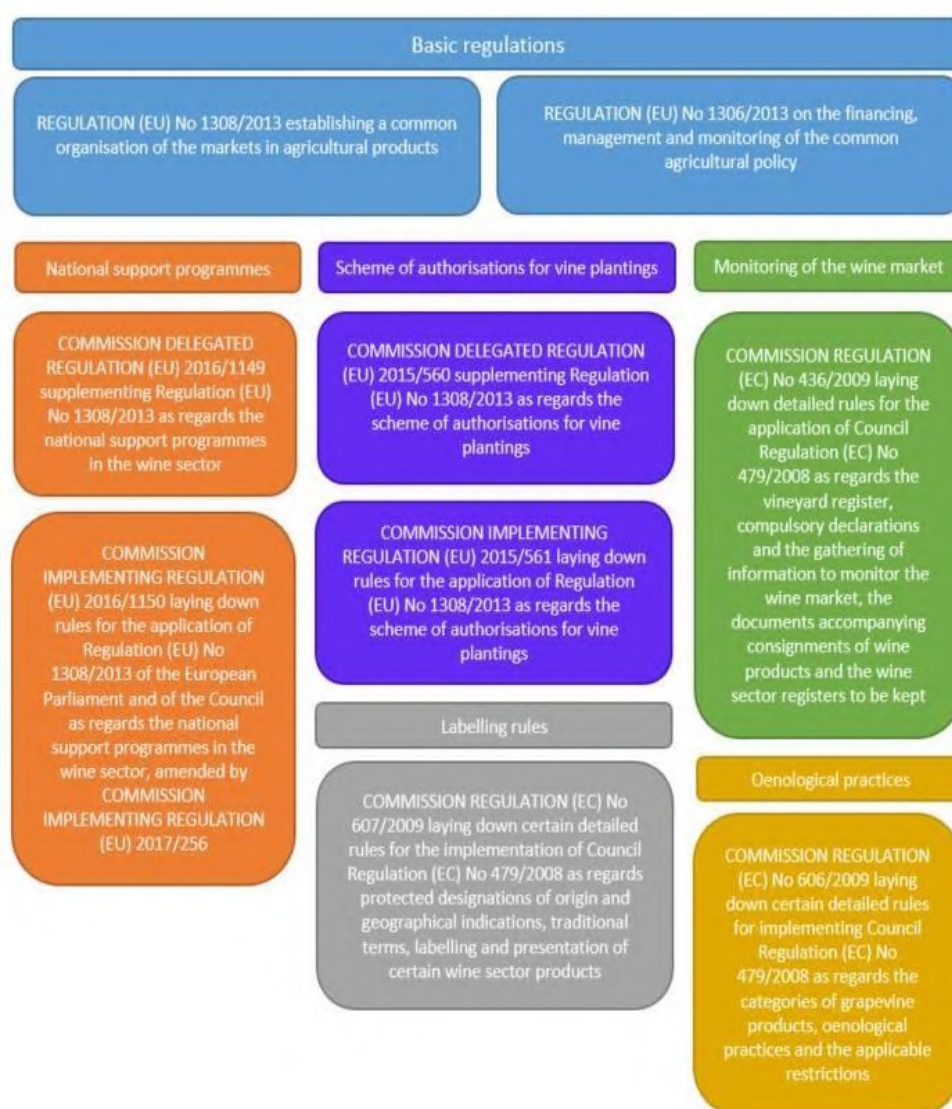 Basic regulations
REGULATION (EU) No 1308/2013 establishing a common
organisation of the markets in agricultural products
REGULATION (EU) No 1306/2013 on the financing,
management and monitoring of the common
agricultural policy
National support programmes
COMMISSION DELEGATED
REGULATION (EU) 2016/1149
supplementing Regulation (EU)
No 1308/2013 as regards the
national support programmes
in the wine sector
COMMISSION
IMPLEMENTING REGULATION
(EU) 2016/1150 laying down
rules for the application of
Regulation (EU) No
1308/2013 of the European
Parliament and of the Council
as regards the national
support programmes in the
wine sector, amended by
COMMISSION
IMPLEMENTING REGULATION
(EU) 2017/256
Scheme of authorisations for vine plantings
COMMISSION DELEGATED REGULATION
(EU) 2015/560 supplementing Regulation
(EU) No 1308/2013 as regards the
scheme of authorisations for vine
plantings
COMMISSION IMPLEMENTING
REGULATION (EU) 2015/561 laying down
rules for the application of Regulation
(EU) No 1308/2013 as regards the
scheme of authorisations for vine
plantings
Labelling rules
COMMISSION REGULATION (EC) No
607/2009 laying down certain detailed
rules for the implementation of Council
Regulation (EC) No 479/2008 as regards
protected designations of origin and
geographical indications, traditional
terms, labelling and presentation of
certain wine sector products
Monitoring of the wine market
COMMISSION REGULATION
(EC) No 436/2009 laying
down detailed rules for the
application of Council
Regulation (EC) No
479/2008 as regards the
vineyard register,
compulsory declarations
and the gathering of
information to monitor the
wine market, the
documents accompanying
consignments of wine
products and the wine
sector registers to be kept
Oenological practices
COMMISSION REGULATION
(EC) No 606/2009 laying
down certain detailed rules
for implementing Council
Regulation (EC) No
479/2008 as regards the
categories of grapevine
products, oenological
practices and the applicable
restrictions